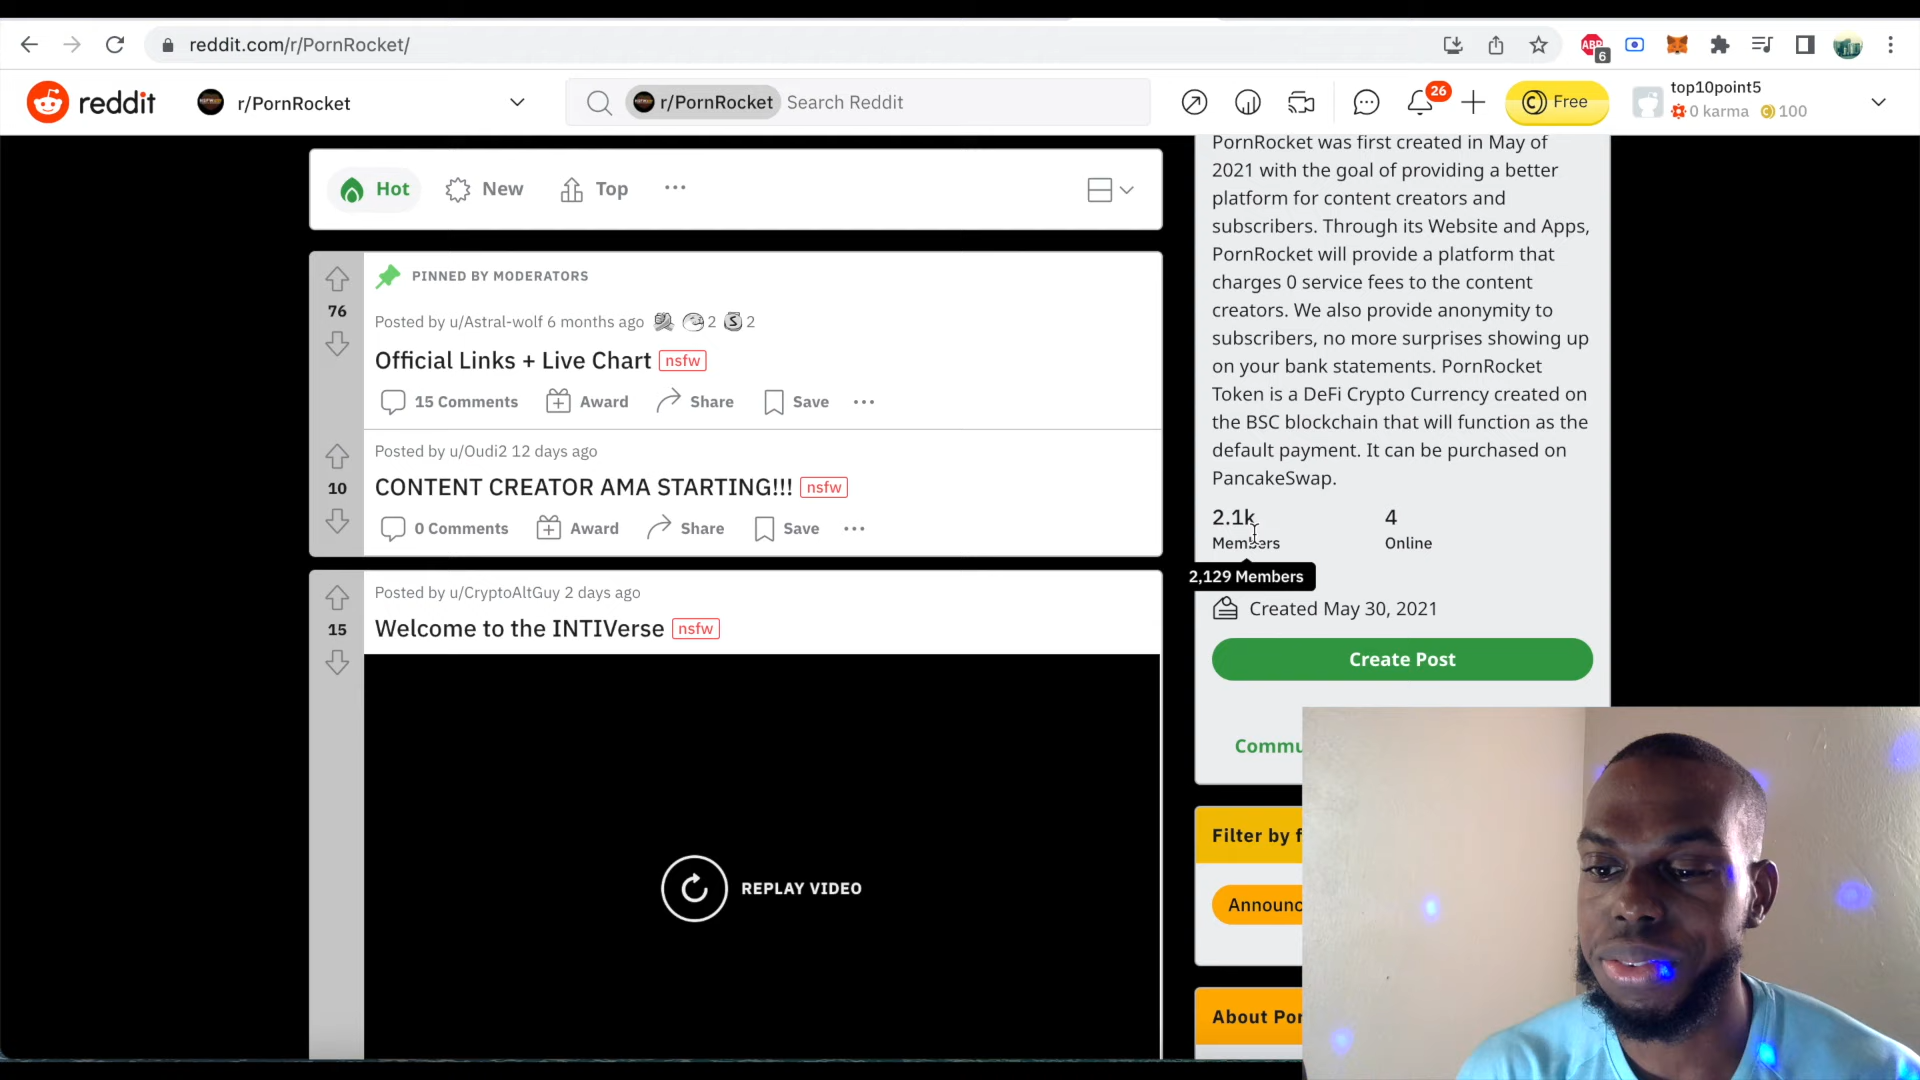 reddit.com/r/PornRocket/
ABP
6
reddit
r/PornRocket
r/PornRocket Search Reddit
26
Free
top10point5
0 karma 100
Hot
New
Top
PINNED BY MODERATORS
76
Posted by u/Astral-wolf 6 months ago 2 S 2
Official Links + Live Chart nsfw
15 Comments Award Share Save
Posted by u/Oudi2 12 days ago
10
CONTENT CREATOR AMA STARTING!!! nsfw
0 Comments Award Share Save
Posted by u/CryptoAltGuy 2 days ago
15
Welcome to the INTIVerse nsfw
REPLAY VIDEO
PornRocket was first created in May of
2021 with the goal of providing a better
platform for content creators and
subscribers. Through its Website and Apps,
PornRocket will provide a platform that
charges 0 service fees to the content
creators. We also provide anonymity to
subscribers, no more surprises showing up
on your bank statements. PornRocket
Token is a DeFi Crypto Currency created on
the BSC blockchain that will function as the
default payment. It can be purchased on
PancakeSwap.
2.1k 4
Members Online
2,129 Members
Created May 30, 2021
Create Post
Commu
Filter by f
Announc
About Por